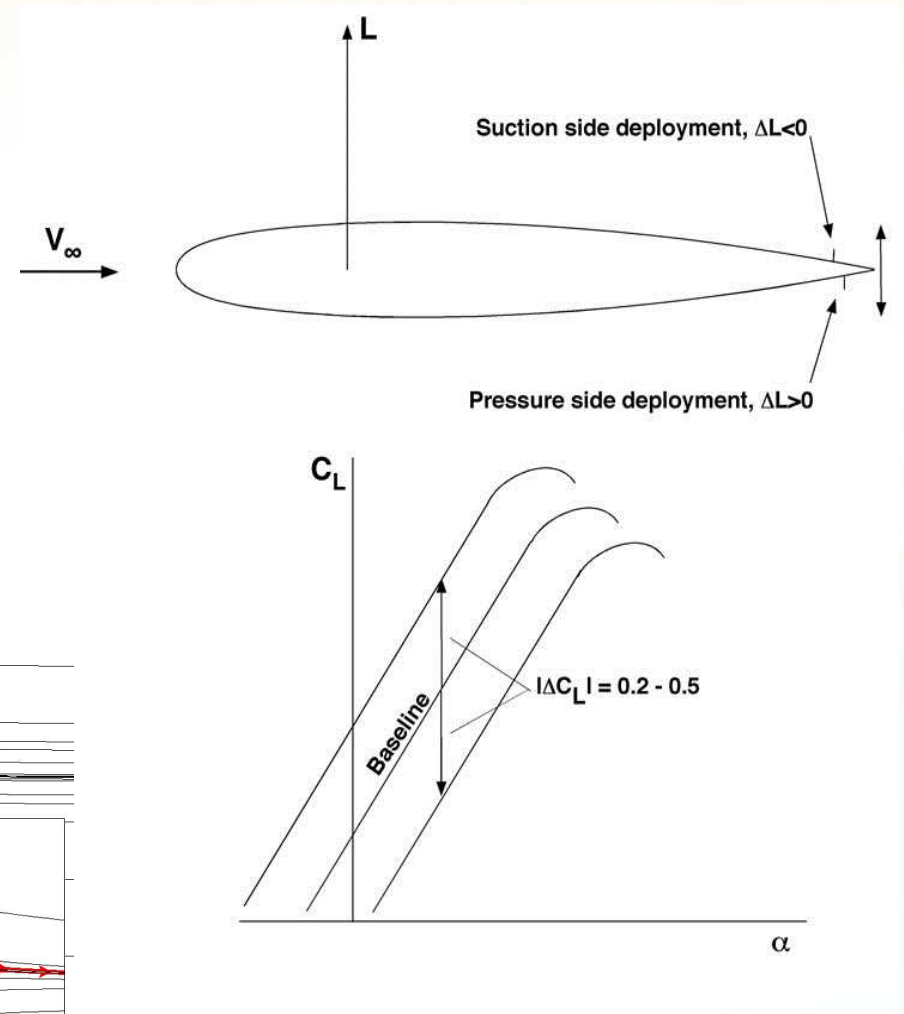 L
Suction side deployment, ΔL<0
V∞
Pressure side deployment, ΔL>0
CL
|ΔCL| = 0.2 - 0.5
Baseline
α